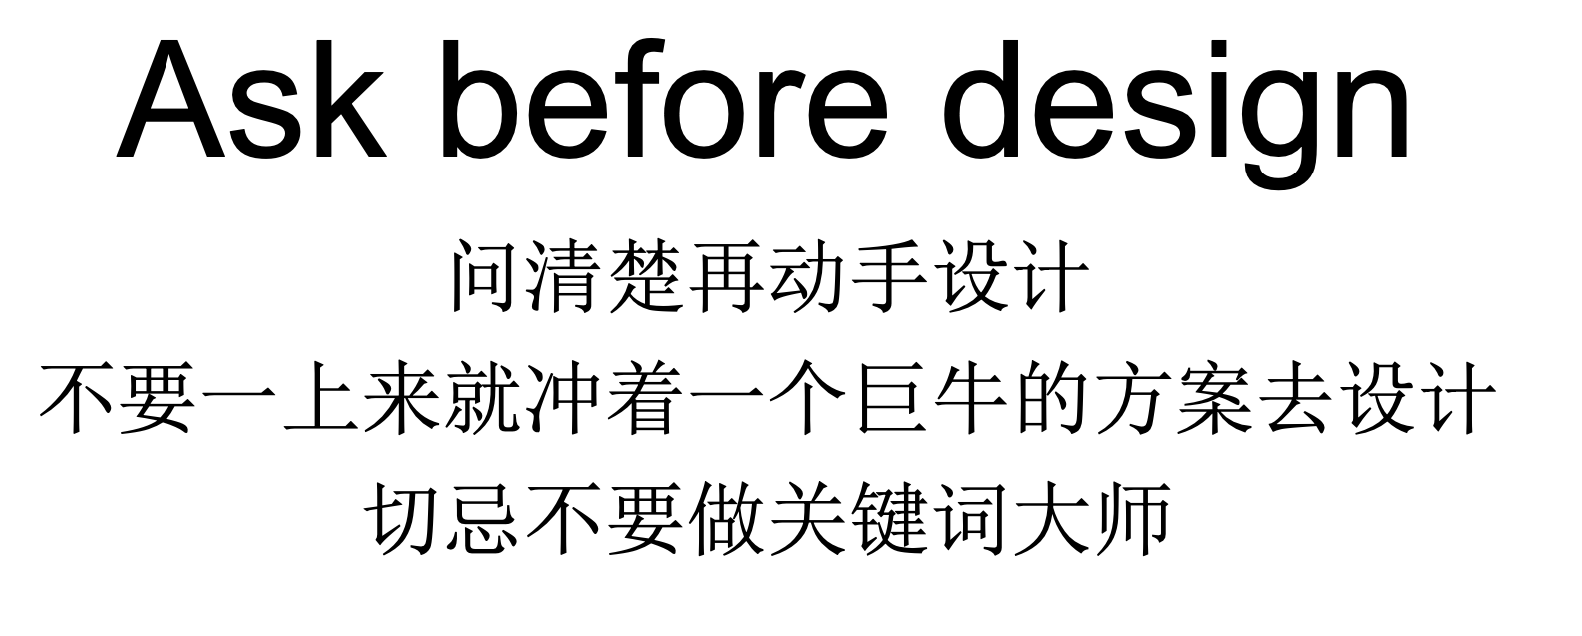 Ask before design
问清楚再动手设计
不要一上来就冲着一个巨牛的方案去设计
切忌不要做关键词大师